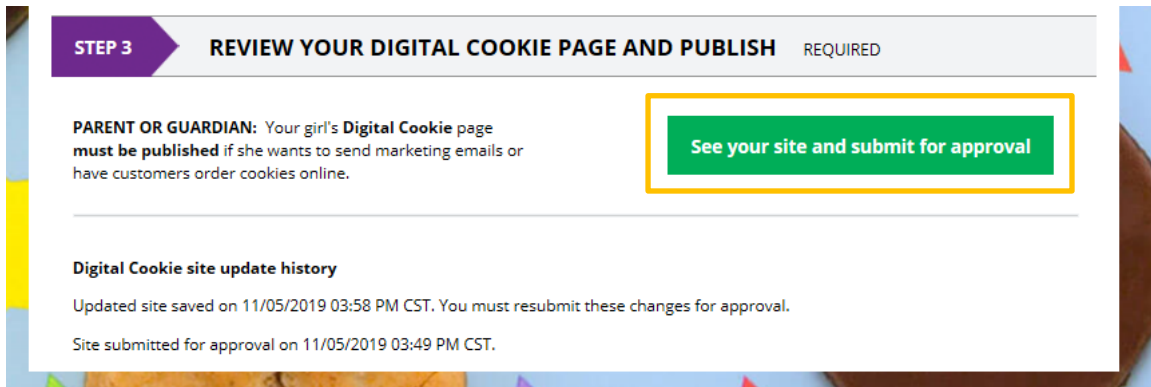 STEP 3 REVIEW YOUR DIGITAL COOKIE PAGE AND PUBLISH REQUIRED
PARENT OR GUARDIAN: Your girl's Digital Cookie page
must be published if she wants to send marketing emails or
have customers order cookies online.
See your site and submit for approval
Digital Cookie site update history
Updated site saved on 11/05/2019 03:58 PM CST. You must resubmit these changes for approval.
Site submitted for approval on 11/05/2019 03:49 PM CST.